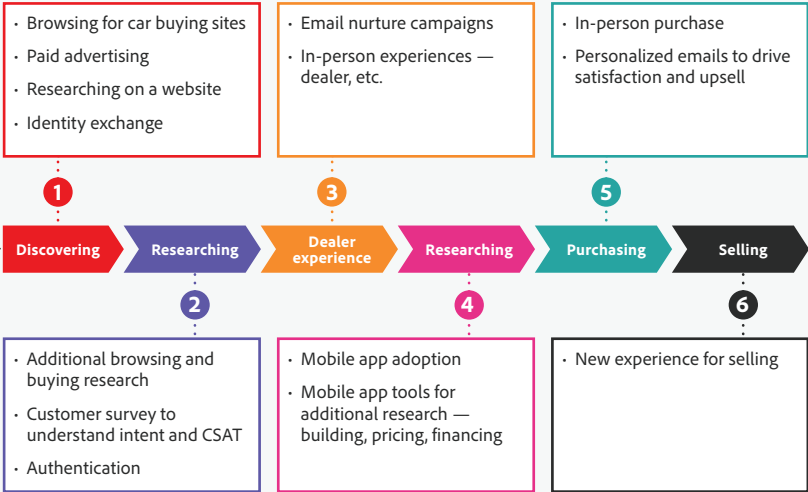 · Browsing for car buying sites
· Paid advertising
· Researching on a website
· Identity exchange
· Email nurture campaigns
· In-person experiences —
dealer, etc.
· In-person purchase
· Personalized emails to drive
satisfaction and upsell
1
3
5
Discovering
Researching
Dealer
experience
Researching
Purchasing
Selling
2
4
6
· Additional browsing and
buying research
· Customer survey to
understand intent and CSAT
· Authentication
· Mobile app adoption
· Mobile app tools for
additional research —
building, pricing, financing
· New experience for selling